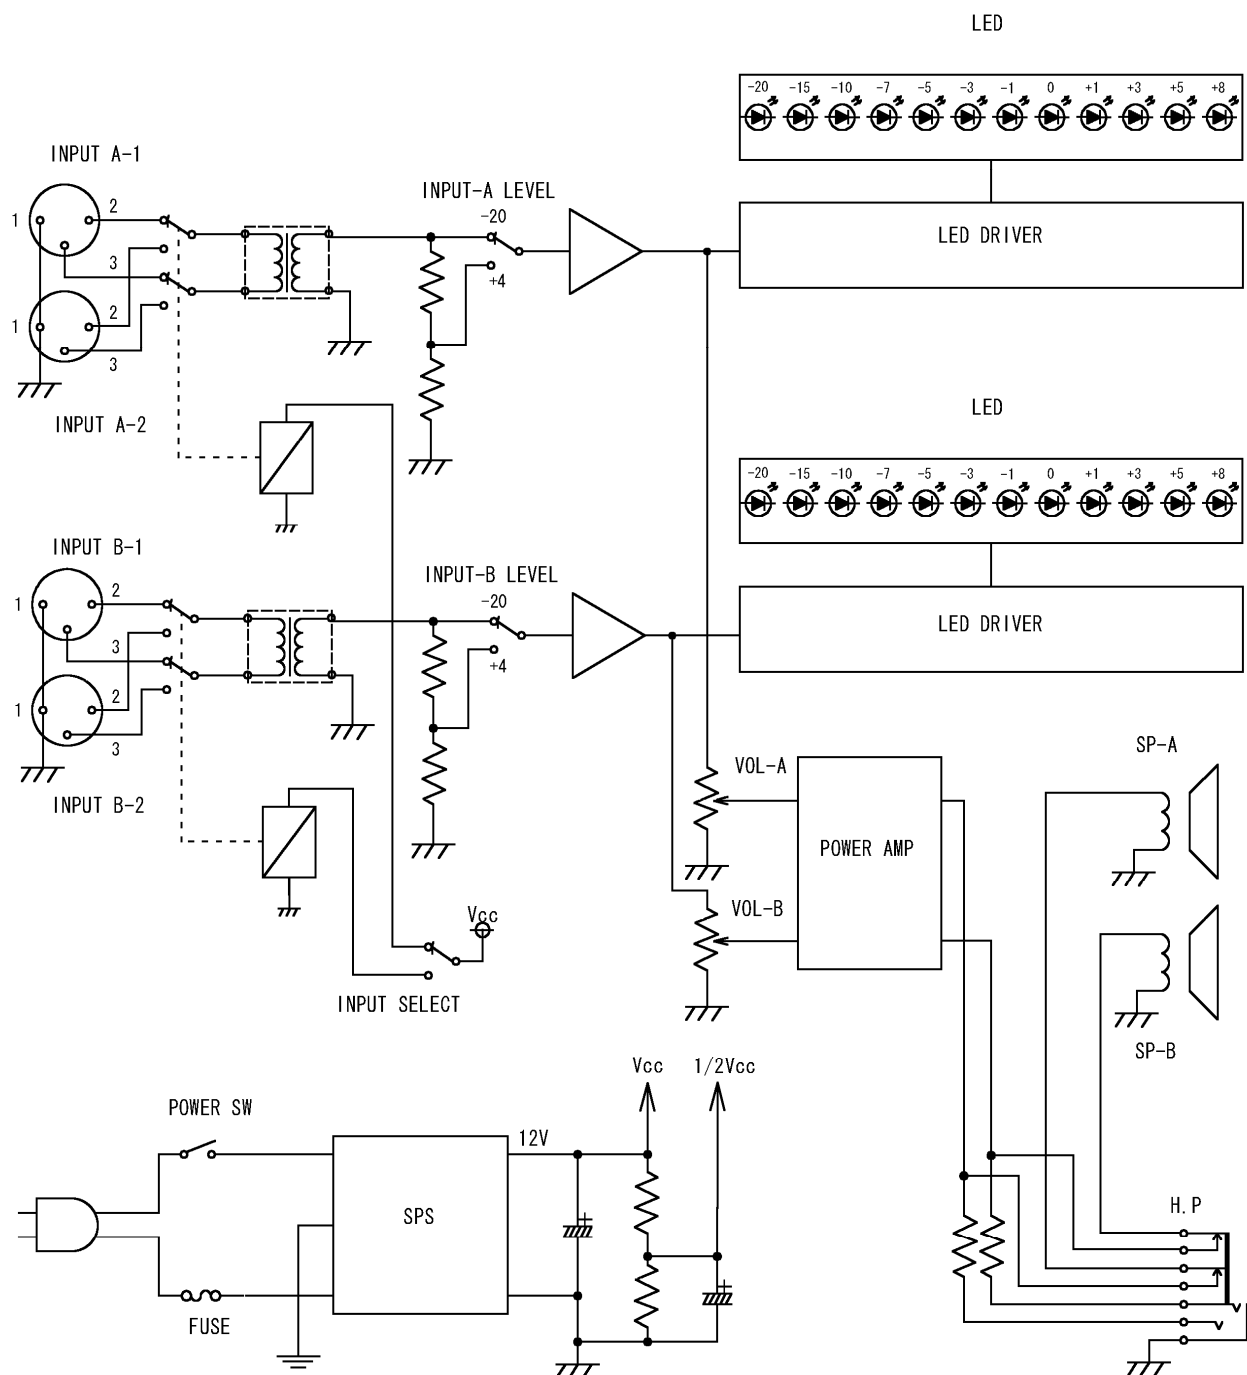 LED
-20 -15 -10 -7 -5 -3 -1 0 +1 +3 +5 +8
INPUT A-1
INPUT-A LEVEL
-20
1 2
LED DRIVER
3
+4
1 2
3
INPUT A-2
LED
-20 -15 -10 -7 -5 -3 -1 0 +1 +3 +5 +8
INPUT B-1
INPUT-B LEVEL
-20
1 2
LED DRIVER
3
+4
1 2
3
INPUT B-2
SP-A
VOL-A
POWER AMP
VOL-B
Vcc
INPUT SELECT
SP-B
Vcc 1/2Vcc
POWER SW
12V
SPS
H.P
+
+
FUSE